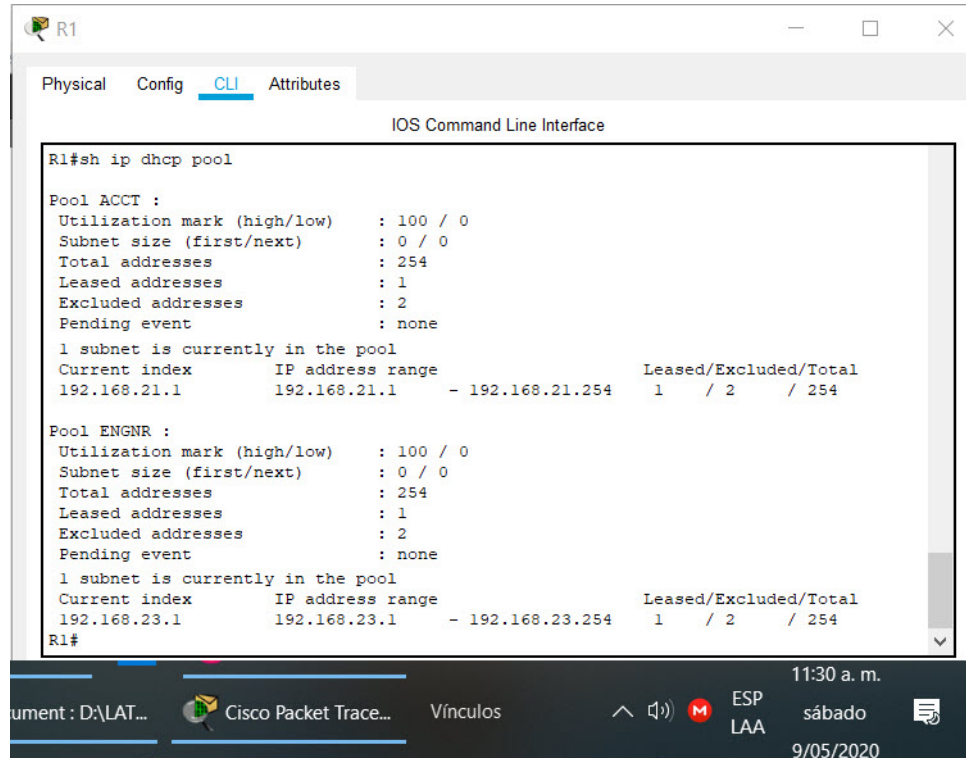 R1
Physical Config CLI Attributes
IOS Command Line Interface
R1#sh ip dhcp pool
Pool ACCT :
Utilization mark (high/low) : 100 / 0
Subnet size (first/next) : 0 / 0
Total addresses : 254
Leased addresses : 1
Excluded addresses : 2
Pending event : none
1 subnet is currently in the pool
Current index IP address range Leased/Excluded/Total
192.168.21.1 192.168.21.1 - 192.168.21.254 1 / 2 / 254
Pool ENGNR :
Utilization mark (high/low) : 100 / 0
Subnet size (first/next) : 0 / 0
Total addresses : 254
Leased addresses : 1
Excluded addresses : 2
Pending event : none
1 subnet is currently in the pool
Current index IP address range Leased/Excluded/Total
192.168.23.1 192.168.23.1 - 192.168.23.254 1 / 2 / 254
R1#
ument : D:\LAT... Cisco Packet Trace... Vínculos
M
ESP
LAA
11:30 a. m.
sábado
9/05/2020